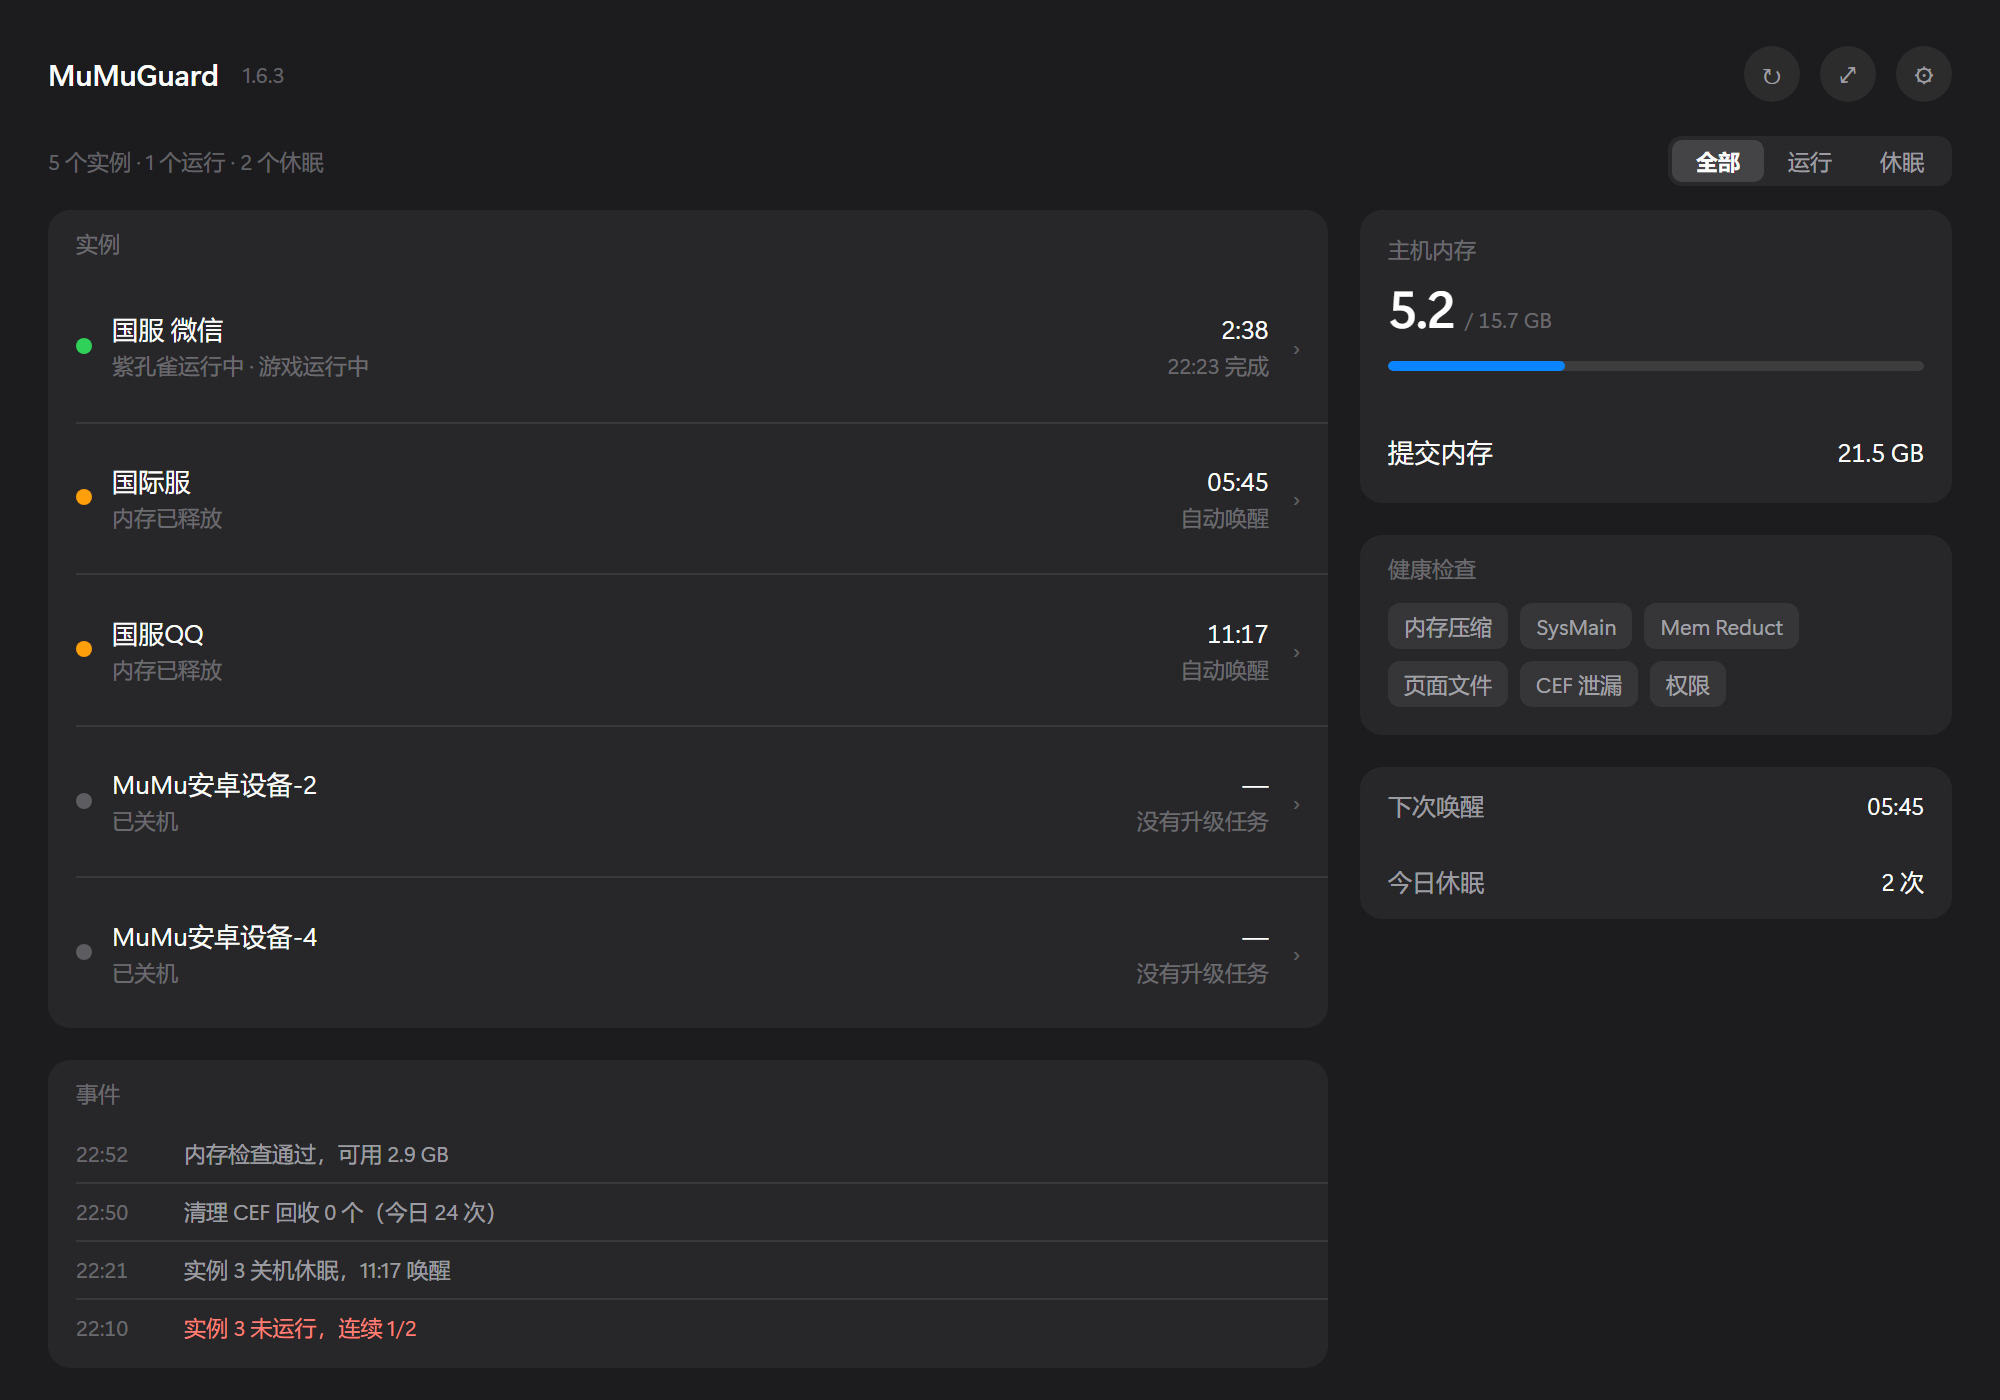 MuMuGuard 1.6.3
5 个实例 · 1 个运行 · 2 个休眠
全部 运行 休眠
实例
国服 微信 2:38
紫孔雀运行中 · 游戏运行中 22:23 完成
国际服 05:45
内存已释放 自动唤醒
国服QQ 11:17
内存已释放 自动唤醒
MuMu安卓设备-2 —
已关机 没有升级任务
MuMu安卓设备-4 —
已关机 没有升级任务
事件
22:52 内存检查通过，可用 2.9 GB
22:50 清理 CEF 回收 0 个（今日 24 次）
22:21 实例 3 关机休眠，11:17 唤醒
22:10 实例 3 未运行，连续 1/2
主机内存
5.2 / 15.7 GB
提交内存 21.5 GB
健康检查
内存压缩 SysMain Mem Reduct
页面文件 CEF 泄漏 权限
下次唤醒 05:45
今日休眠 2 次